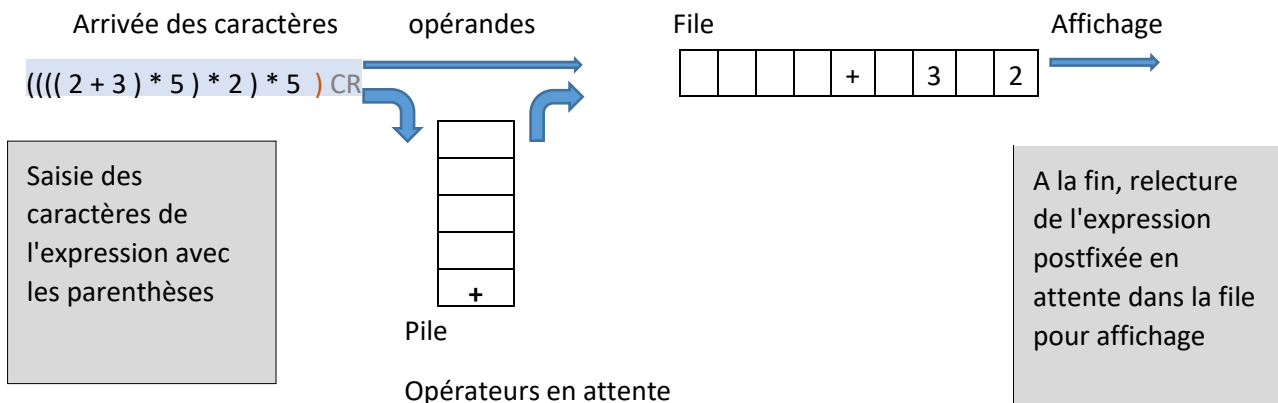 Arrivée des caractères opérandes File Affichage
(((( 2 + 3 ) * 5 ) * 2 ) * 5 ) CR
+ 3 2
Saisie des
caractères de
l'expression avec
les parenthèses
+
Pile
Opérateurs en attente
A la fin, relecture
de l'expression
postfixée en
attente dans la file
pour affichage